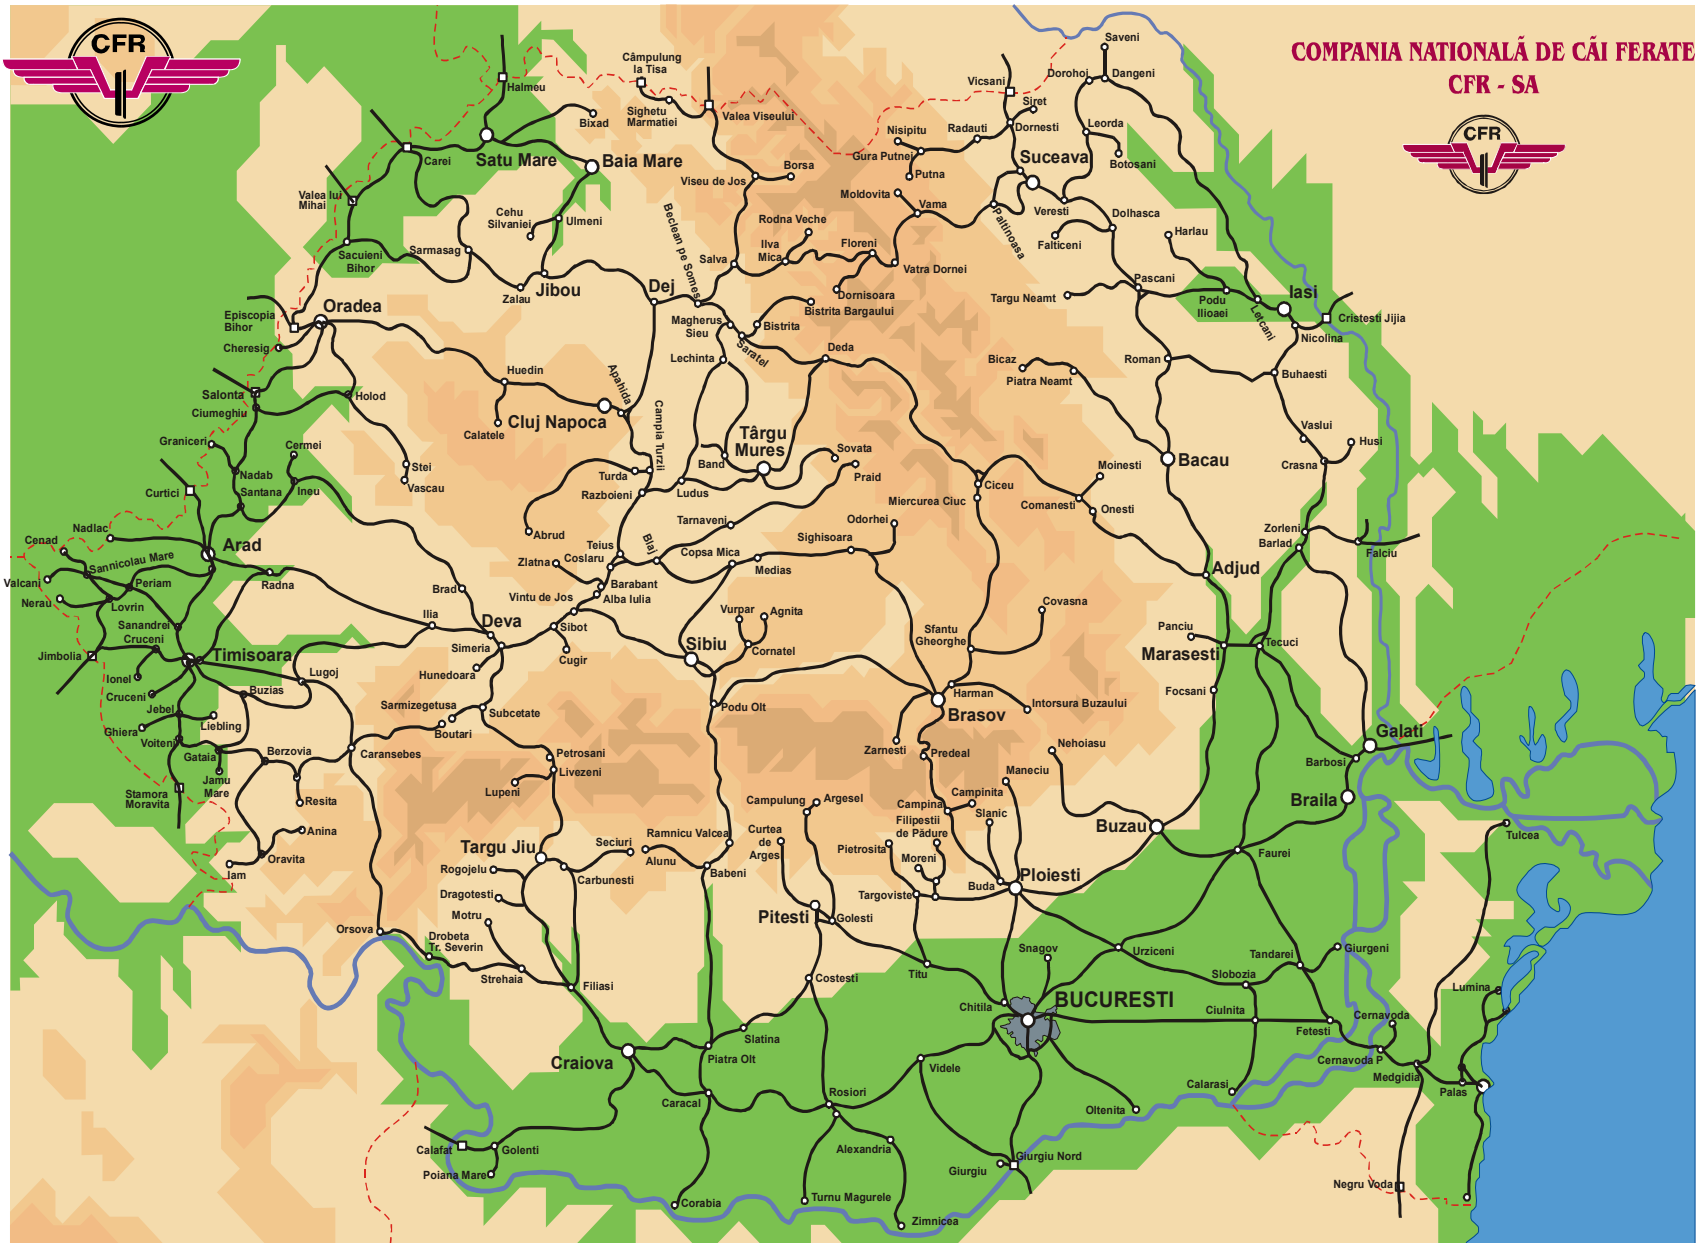 CFR
COMPANIA NATIONALĂ DE CĂI FERATE
CFR - SA
CFR
Saveni
Dorohoi
Dangeni
Câmpulung
la Tisa
Vicsani
Siret
Halmeu
Bixad
Sighetu
Marmatiei
Valea Viseului
Nisipitu
Radauti
Dornesti
Leorda
Carei
Satu Mare
Baia Mare
Borsa
Gura Putnei
Suceava
Botosani
Viseu de Jos
Putna
Valea lui
Mihai
Moldovita
Vama
Veresti
Dolhasca
Cehu
Silvaniei
Ulmeni
Beclean pe Somes
Rodna Veche
Paltinoasa
Falticeni
Harlau
Sacuieni
Bihor
Sarmasag
Salva
Ilva
Mica
Floreni
Vatra Dornei
Zalau
Jibou
Dej
Dornisoara
Targu Neamt
Pascani
Podu
Iloaei
Iasi
Letcani
Episcopia
Bihor
Oradea
Magherus
Sieu
Bistrita
Bistrita Bargaului
Cristesti Jijia
Nicolina
Cheresig
Lechinta
Saratel
Deda
Bicaz
Piatra Neamt
Roman
Buhaesti
Huedin
Apahida
Salonta
Ciumeghiu
Holod
Calatele
Cluj Napoca
Campia Turzii
Graniceri
Cermei
Târgu
Mures
Sovata
Vaslui
Husi
Nadab
Stei
Vascau
Turda
Band
Praid
Moinesti
Bacau
Crasna
Curtici
Santana
Ineu
Razboieni
Ludus
Miercurea Ciuc
Ciceu
Comanesti
Onesti
Nadlac
Cenad
Arad
Abrud
Tarnaveni
Odorhei
Zorleni
Barlad
Falciu
Sannicolau Mare
Teius
Coslaru
Blaj
Copsa Mica
Sighisoara
Zlatna
Medias
Adjud
Valcani
Periam
Radna
Brad
Barabant
Alba Iulia
Nerau
Lovrin
Vintu de Jos
Vurpar
Agnita
Covasna
Sanandrei
Cruceni
Ilia
Deva
Sibot
Sfantu
Gheorghe
Panciu
Marasesti
Tecuci
Jimbolia
Timisoara
Simeria
Cugir
Sibiu
Cornatel
Ionel
Lugoj
Hunedoara
Cruceni
Buzias
Harman
Focsani
Jebel
Liebling
Sarmizegetusa
Subcetate
Podu Olt
Brasov
Intorsura Buzaului
Ghiera
Voiteni
Boutari
Galati
Gataia
Berzovia
Caransebes
Petrosani
Zarnesti
Predeal
Nehoiasu
Barbosi
Jamu
Mare
Livezeni
Maneciu
Stamora
Moravita
Resita
Lupeni
Campulung
Argesel
Campina
Campinita
Braila
Anina
Filipestii
de Pădure
Slanic
Buzau
Tulcea
Targu Jiu
Seciuri
Ramnicu Valcea
Curtea
de
Arges
Pietrosita
Faurei
Oravita
Iam
Rogojelu
Alunu
Babeni
Moreni
Carbunesti
Buda
Ploiesti
Dragotesti
Targoviste
Motru
Pitesti
Golesti
Orsova
Drobeta
Tr. Severin
Snagov
Urziceni
Tandarei
Giurgeni
Strehaia
Filiasi
Costesti
Titu
Slobozia
Lumina
Chitila
BUCURESTI
Ciulnita
Fetesti
Cernavoda
Slatina
Craiova
Piatra Olt
Videle
Cernavoda P
Medgidia
Caracal
Rosiori
Calarasi
Palas
Oltenita
Calafat
Golenti
Alexandria
Giurgiu Nord
Giurgiu
Poiana Mare
Negru Voda
Corabia
Turnu Magurele
Zimnicea